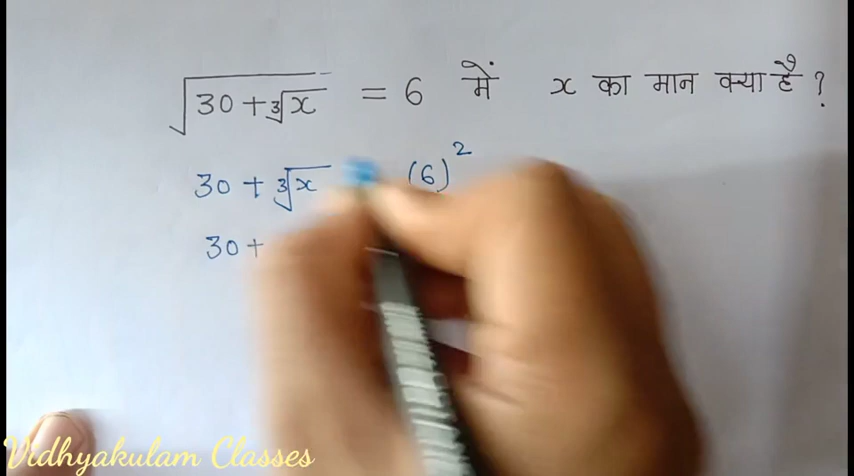 √(30 + ∛x) = 6 में x का मान क्या है ?
30 + ∛x (6)²
30 +
Vidhyakulam Classes